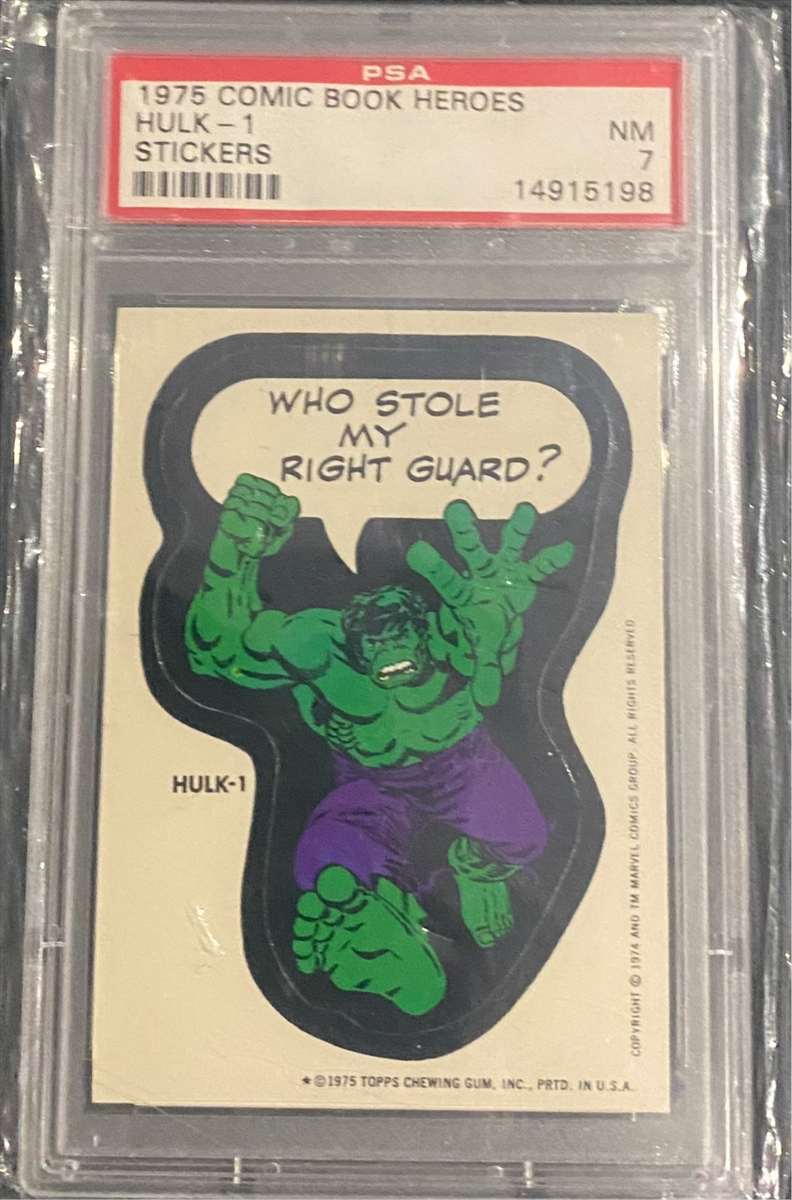 PSA
1975 COMIC BOOK HEROES
HULK - 1
NM
STICKERS
7
14915198
WHO STOLE
MY
RIGHT GUARD?
HULK-1
COPYRIGHT © 1974 AND TM MARVEL COMICS GROUP. ALL RIGHTS RESERVED
★©1975 TOPPS CHEWING GUM, INC., PRTD. IN U.S.A.